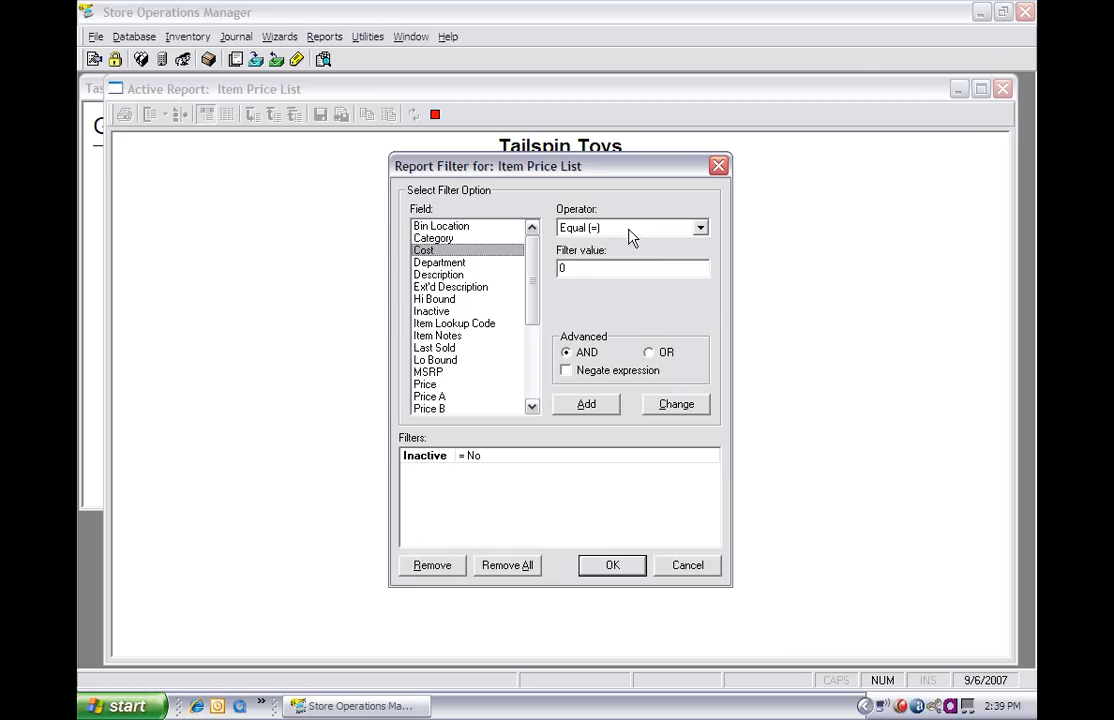 Store Operations Manager
File Database Inventory Journal Wizards Reports Utilities Window Help
Tas
Active Report: Item Price List
Tailspin Toys
Report Filter for: Item Price List
Select Filter Option
Field:
Bin Location
Category
Cost
Department
Description
Ext'd Description
Hi Bound
Inactive
Item Lookup Code
Item Notes
Last Sold
Lo Bound
MSRP
Price
Price A
Price B
Operator:
Equal (=)
Filter value:
0
Advanced
AND OR
Negate expression
Add Change
Filters:
Inactive = No
Remove Remove All OK Cancel
CAPS NUM INS 9/6/2007
start Store Operations Ma... 2:39 PM